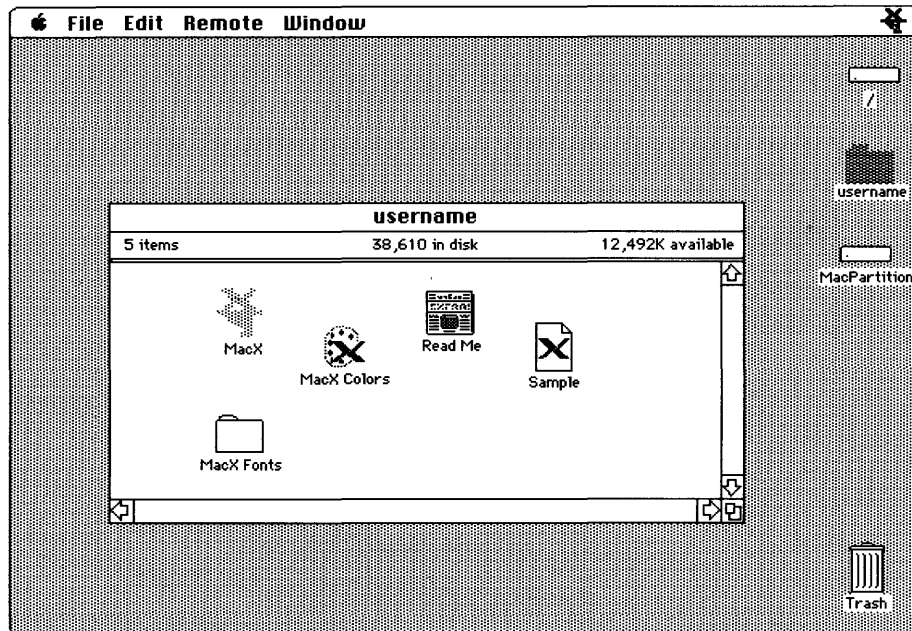 File Edit Remote Window
/
username
username
5 items 38,610 in disk 12,492K available
MacPartition
MacX
MacX Colors
Read Me
Sample
MacX Fonts
Trash